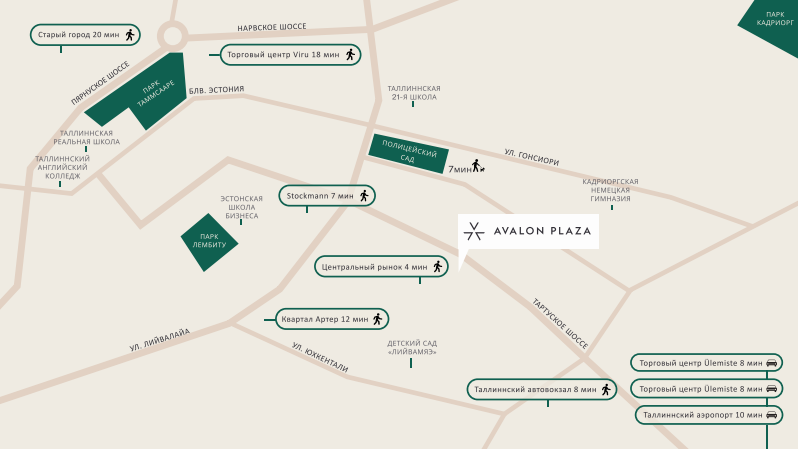 ПАРК
КАДРИОРГ
Старый город 20 мин
НАРВСКОЕ ШОССЕ
Торговый центр Viru 18 мин
ПЯРНУСКОЕ ШОССЕ
ПАРК
ТАММСААРЕ
БЛВ. ЭСТОНИЯ
ТАЛЛИННСКАЯ
21-Я ШКОЛА
ТАЛЛИННСКАЯ
РЕАЛЬНАЯ ШКОЛА
ТАЛЛИННСКИЙ
АНГЛИЙСКИЙ
КОЛЛЕДЖ
ПОЛИЦЕЙСКИЙ
САД
7мин
УЛ. ГОНСИОРИ
КАДРИОРГСКАЯ
НЕМЕЦКАЯ
ГИМНАЗИЯ
Stockmann 7 мин
ЭСТОНСКАЯ
ШКОЛА
БИЗНЕСА
ПАРК
ЛЕМБИТУ
AVALON PLAZA
Центральный рынок 4 мин
Квартал Артер 12 мин
ТАРТУСКОЕ ШОССЕ
УЛ. ЛИЙВАЛАЙА
УЛ. ЮХКЕНТАЛИ
ДЕТСКИЙ САД
«ЛИЙВАМЯЭ»
Торговый центр Ülemiste 8 мин
Таллиннский автовокзал 8 мин
Торговый центр Ülemiste 8 мин
Таллиннский аэропорт 10 мин